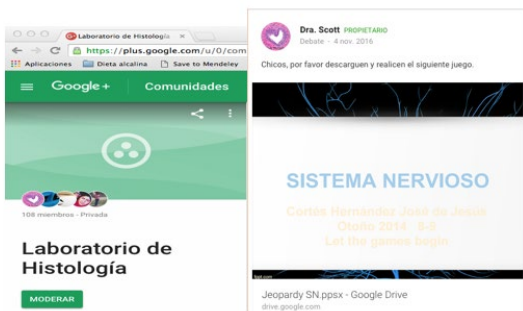 Laboratorio de Histología
https://plus.google.com/u/0/com
Aplicaciones Dieta alcalina Save to Mendeley
Google+ Comunidades
108 miembros - Privada
Laboratorio de
Histología
MODERAR
Dra. Scott PROPIETARIO
Debate - 4 nov. 2016
Chicos, por favor descarguen y realicen el siguiente juego.
SISTEMA NERVIOSO
Cortés Hernández José de Jesús
Otoño 2014 8-9
Let the games begin
Jeopardy SN.ppsx - Google Drive
drive.google.com